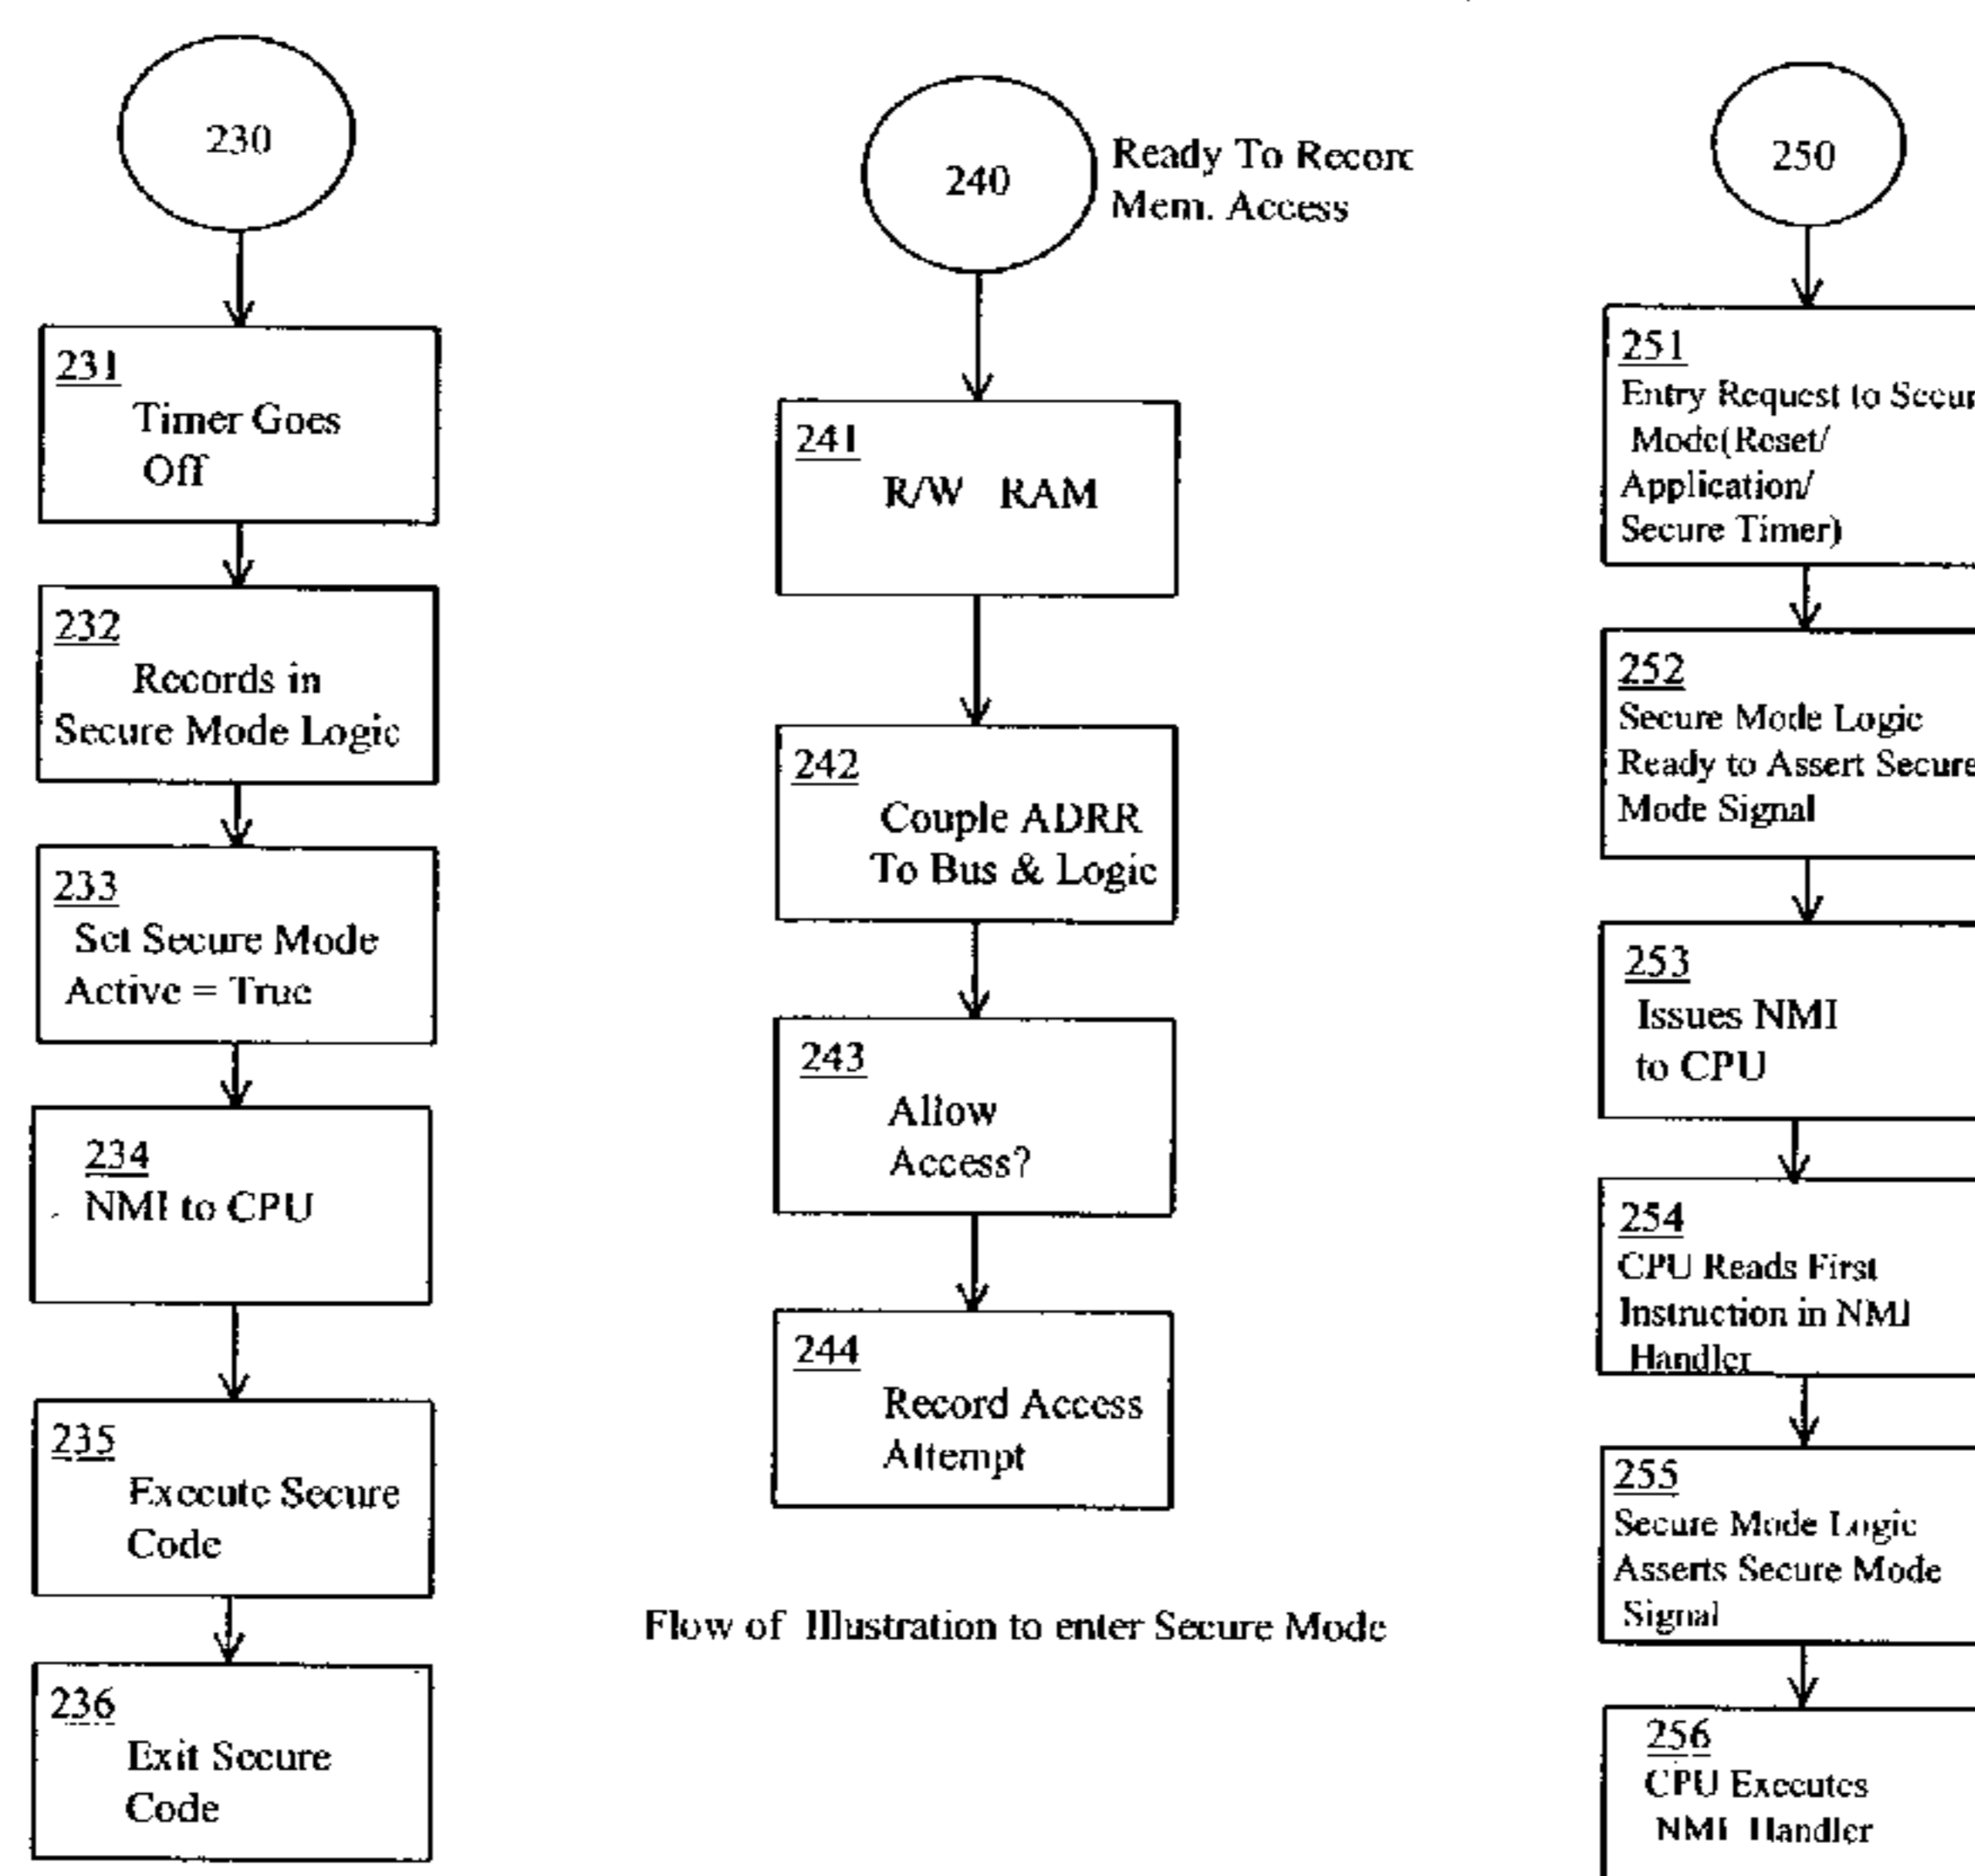 230
231
Timer Goes
Off
232
Records in
Secure Mode Logic
233
Set Secure Mode
Active = True
234
NMI to CPU
235
Execute Secure
Code
236
Exit Secure
Code
240
Ready To Recor
Mem. Access
241
R/W RAM
242
Couple ADRR
To Bus & Logic
243
Allow
Access?
244
Record Access
Attempt
Flow of Illustration to enter Secure Mode
250
251
Entry Request to Secur
Mode(Reset/
Application/
Secure Timer)
252
Secure Mode Logic
Ready to Assert Secure
Mode Signal
253
Issues NMI
to CPU
254
CPU Reads First
Instruction in NMI
Handler
255
Secure Mode Logic
Asserts Secure Mode
Signal
256
CPU Executes
NMI Handler